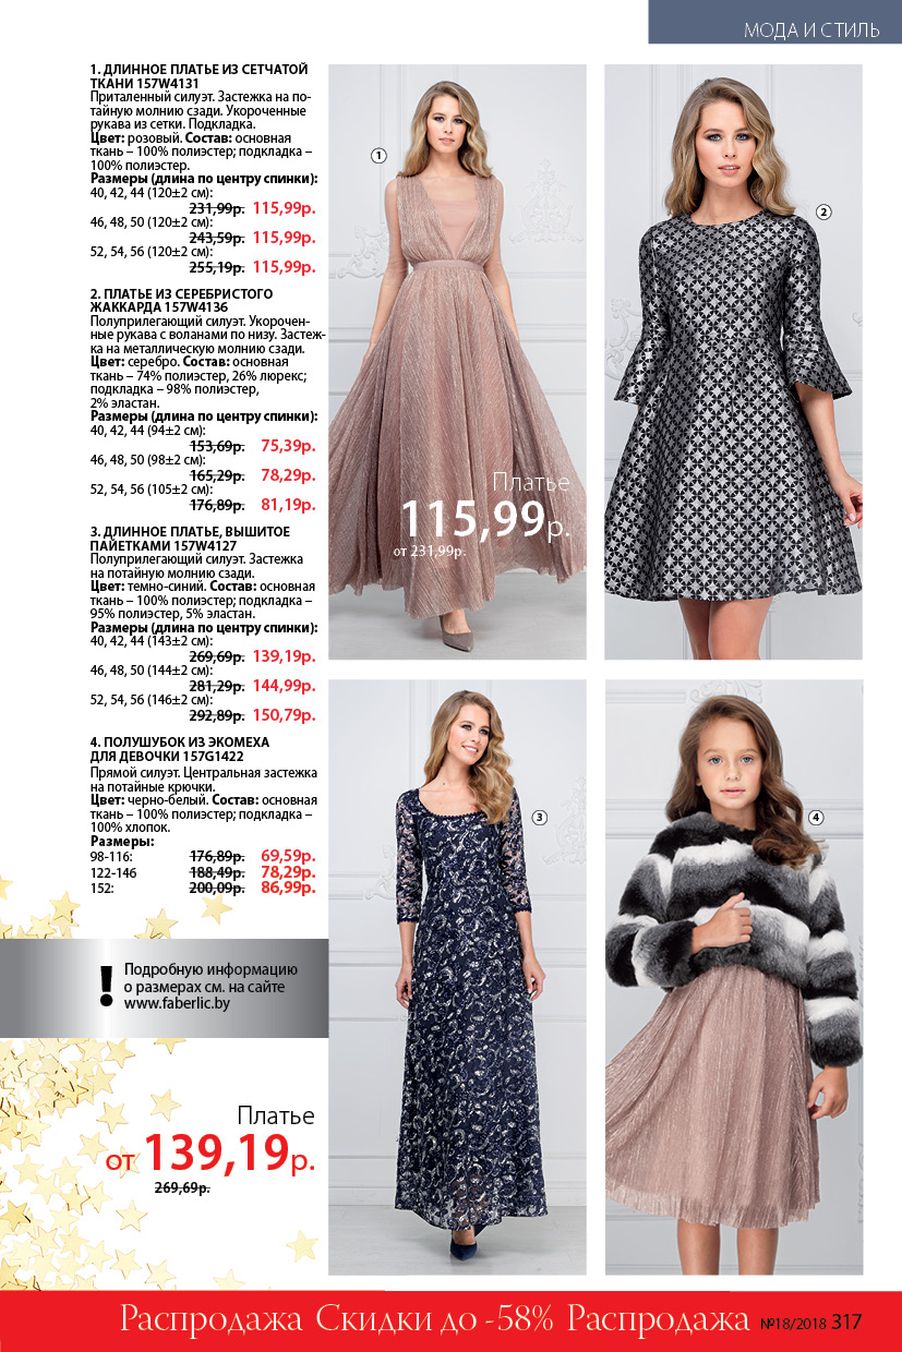 МОДА И СТИЛЬ
1. ДЛИННОЕ ПЛАТЬЕ ИЗ СЕТЧАТОЙ
ТКАНИ 157W4131
Приталенный силуэт. Застежка на по-
тайную молнию сзади. Укороченные
рукава из сетки. Подкладка.
Цвет: розовый. Состав: основная
ткань – 100% полиэстер; подкладка –
100% полиэстер.
Размеры (длина по центру спинки):
40, 42, 44 (120±2 см):
231,99р. 115,99р.
46, 48, 50 (120±2 см):
243,59р. 115,99р.
52, 54, 56 (120±2 см):
255,19р. 115,99р.
2. ПЛАТЬЕ ИЗ СЕРЕБРИСТОГО
ЖАККАРДА 157W4136
Полуприлегающий силуэт. Укорочен-
ные рукава с воланами по низу. Застеж-
ка на металлическую молнию сзади.
Цвет: серебро. Состав: основная
ткань – 74% полиэстер, 26% люрекс;
подкладка – 98% полиэстер,
2% эластан.
Размеры (длина по центру спинки):
40, 42, 44 (94±2 см):
153,69р. 75,39р.
46, 48, 50 (98±2 см):
165,29р. 78,29р.
52, 54, 56 (105±2 см):
176,89р. 81,19р.
3. ДЛИННОЕ ПЛАТЬЕ, ВЫШИТОЕ
ПАЙЕТКАМИ 157W4127
Полуприлегающий силуэт. Застежка
на потайную молнию сзади.
Цвет: темно-синий. Состав: основная
ткань – 100% полиэстер; подкладка –
95% полиэстер, 5% эластан.
Размеры (длина по центру спинки):
40, 42, 44 (143±2 см):
269,69р. 139,19р.
46, 48, 50 (144±2 см):
281,29р. 144,99р.
52, 54, 56 (146±2 см):
292,89р. 150,79р.
4. ПОЛУШУБОК ИЗ ЭКОМЕХА
ДЛЯ ДЕВОЧКИ 157G1422
Прямой силуэт. Центральная застежка
на потайные крючки.
Цвет: черно-белый. Состав: основная
ткань – 100% полиэстер; подкладка –
100% хлопок.
Размеры:
98-116: 176,89р. 69,59р.
122-146 188,49р. 78,29р.
152: 200,09р. 86,99р.
!
Подробную информацию
о размерах см. на сайте
www.faberlic.by
Платье
от 139,19р.
269,69р.
1
Платье
115,99р.
от 231,99р.
2
3
4
Распродажа Скидки до -58% Распродажа №18/2018 317